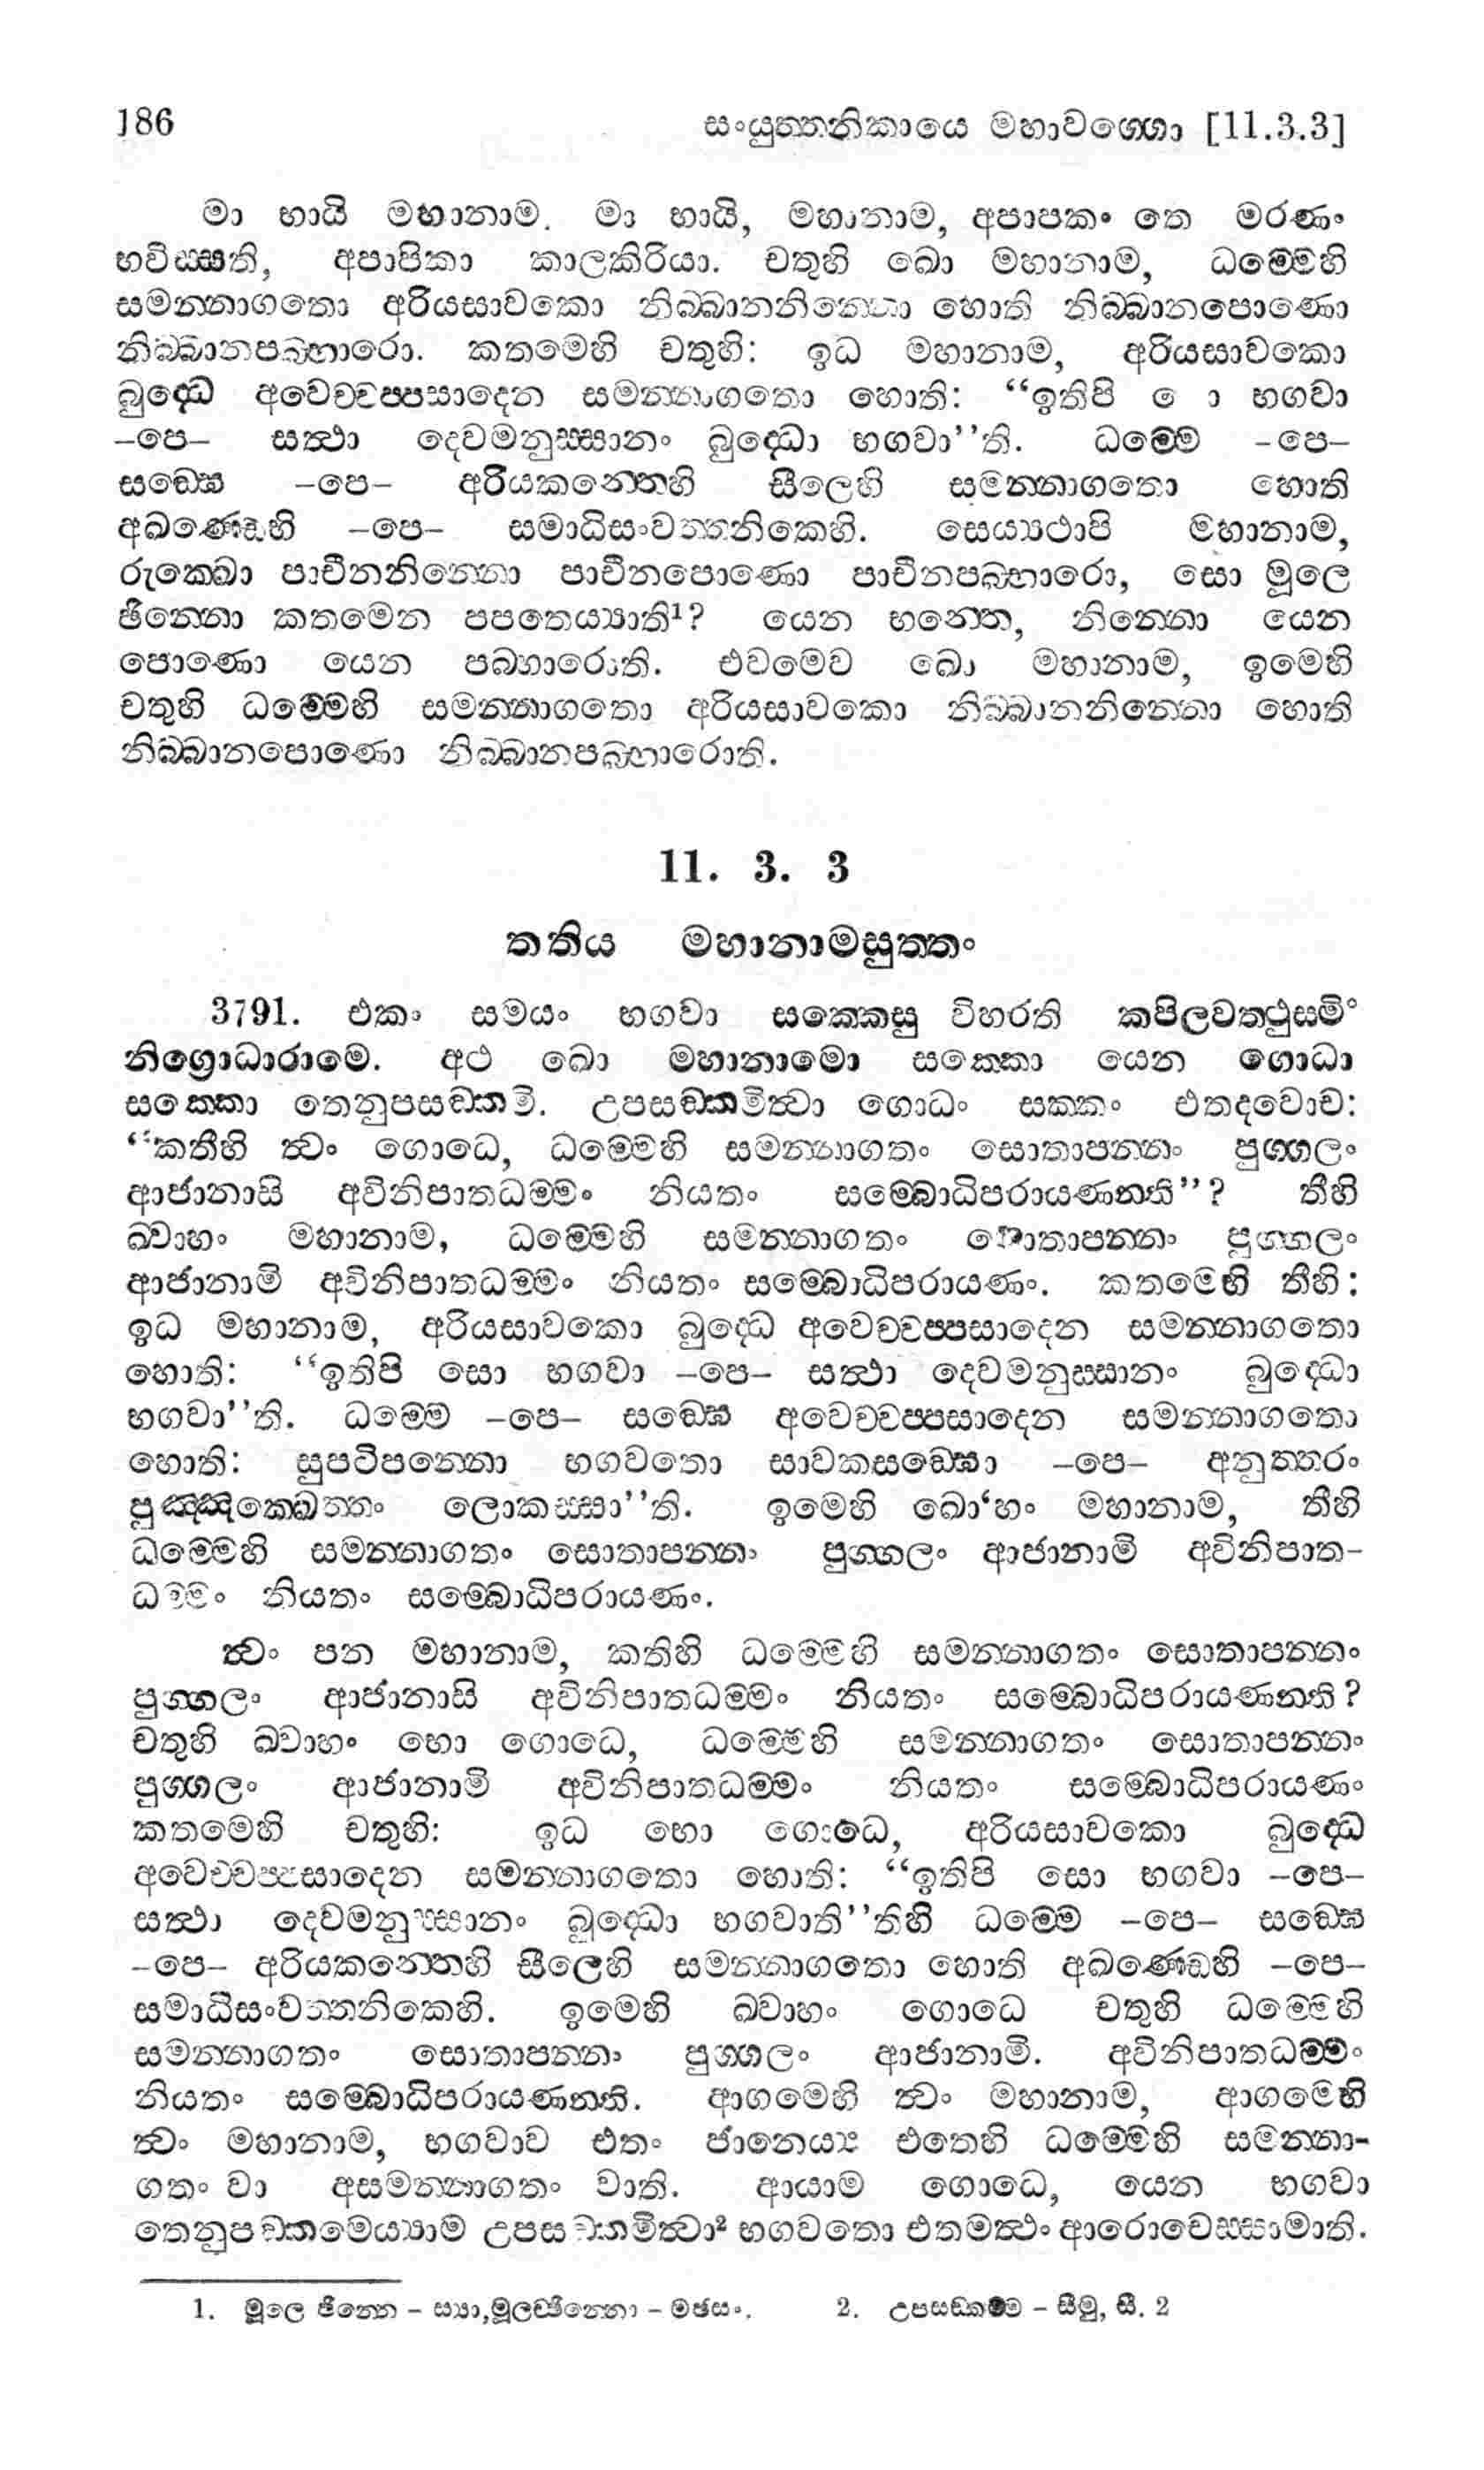 186
සංයුත්තනිකායෙ මහාවග්ගො [11.3.3]
මා භායි මහානාම. මා භායි, මහානාම, අපාපකං තෙ මරණං
භවිස්සති, අපාපිකා කාලකිරියා. චතුහි ඛො මහානාම, ධම්මෙහි
සමන්නාගතො අරියසාවකො නිබ්බානනින්නො හොති නිබ්බානපොණො
නිබ්බානපබ්භාරො. කතමෙහි චතුහි: ඉධ මහානාම, අරියසාවකො
බුද්ධෙ අවෙච්චප්පසාදෙන සමන්නාගතො හොති: “ඉතිපි භගවා
–පෙ– සත්ථා දෙවමනුස්සානං බුද්ධො භගවා’’ති. ධම්මෙ –පෙ–
සඞ්ඝෙ –පෙ– අරියකන්තෙහි සීලෙහි සමන්නාගතො හොති
අඛණ්ඩෙහි –පෙ– සමාධිසංවත්තනිකෙහි. සෙය්‍යථාපි මහානාම,
රුක්ඛො පාචීනනින්නො පාචීනපොණො පාචීනපබ්භාරො, සො මූලෙ
ඡින්නො කතමෙන පපතෙය්‍යාති¹? යෙන භන්තෙ, නින්නො යෙන
පොණො යෙන පබ්භාරොති. එවමෙව ඛො මහානාම, ඉමෙහි
චතුහි ධම්මෙහි සමන්නාගතො අරියසාවකො නිබ්බානනින්නො හොති
නිබ්බානපොණො නිබ්බානපබ්භාරොති.
11. 3. 3
තතිය මහානාමසුත්තං
3791. එකං සමයං භගවා සක්කෙසු විහරති කපිලවත්ථුස්මිං
නිග්‍රොධාරාමෙ. අථ ඛො මහානාමො සක්කො යෙන ගොධා
සක්කො තෙනුපසඞ්කමි. උපසඞ්කමිත්වා ගොධං සක්කං එතදවොච:
“කතීහි ත්වං ගොධෙ, ධම්මෙහි සමන්නාගතං සොතාපන්නං පුග්ගලං
ආජානාසි අවිනිපාතධම්මං නියතං සම්බොධිපරායණන්ති’’? තීහි
ඛ්වාහං මහානාම, ධම්මෙහි සමන්නාගතං සොතාපන්නං පුග්ගලං
ආජානාමි අවිනිපාතධම්මං නියතං සම්බොධිපරායණං. කතමෙහි තීහි:
ඉධ මහානාම, අරියසාවකො බුද්ධෙ අවෙච්චප්පසාදෙන සමන්නාගතො
හොති: “ඉතිපි සො භගවා –පෙ– සත්ථා දෙවමනුස්සානං බුද්ධො
භගවා’’ති. ධම්මෙ –පෙ– සඞ්ඝෙ අවෙච්චප්පසාදෙන සමන්නාගතො
හොති: සුපටිපන්නො භගවතො සාවකසඞ්ඝො –පෙ– අනුත්තරං
පුඤ්ඤක්ඛෙත්තං ලොකස්සා’’ති. ඉමෙහි ඛො‘හං මහානාම, තීහි
ධම්මෙහි සමන්නාගතං සොතාපන්නං පුග්ගලං ආජානාමි අවිනිපාත-
ධම්මං නියතං සම්බොධිපරායණං.
ත්වං පන මහානාම, කතිහි ධම්මෙහි සමන්නාගතං සොතාපන්නං
පුග්ගලං ආජානාසි අවිනිපාතධම්මං නියතං සම්බොධිපරායණන්ති?
චතුහි ඛ්වාහං භො ගොධෙ, ධම්මෙහි සමන්නාගතං සොතාපන්නං
පුග්ගලං ආජානාමි අවිනිපාතධම්මං නියතං සම්බොධිපරායණං
කතමෙහි චතුහි: ඉධ භො ගොධෙ, අරියසාවකො බුද්ධෙ
අවෙච්චප්පසාදෙන සමන්නාගතො හොති: “ඉතිපි සො භගවා –පෙ–
සත්ථා දෙවමනුස්සානං බුද්ධො භගවාති’’තිහි ධම්මෙ –පෙ– සඞ්ඝෙ
–පෙ– අරියකන්තෙහි සීලෙහි සමන්නාගතො හොති අඛණ්ඩෙහි –පෙ–
සමාධිසංවත්තනිකෙහි. ඉමෙහි ඛ්වාහං ගොධෙ චතුහි ධම්මෙහි
සමන්නාගතං සොතාපන්නං පුග්ගලං ආජානාමි. අවිනිපාතධම්මං
නියතං සම්බොධිපරායණන්ති. ආගමෙහි ත්වං මහානාම, ආගමෙහි
ත්වං මහානාම, භගවාව එතං ජානෙය්‍ය එතෙහි ධම්මෙහි සමන්නා-
ගතං වා අසමන්නාගතං වාති. ආයාම ගොධෙ, යෙන භගවා
තෙනුපඞ්කමෙය්‍යාම උපසඞ්කමිත්වා² භගවතො එතමත්ථං ආරොචෙස්සාමාති.
1. මූලෙ ඡින්නෙ – ස්‍යා,මූලච්ඡින්නො – මඡසං. 2. උපසඞ්කම්ම – සීමු, සී. 2